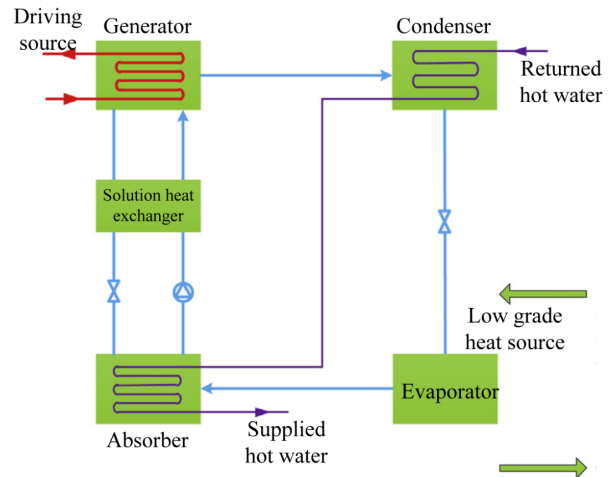 Driving
source
Generator
Condenser
Returned
hot water
Solution heat
exchanger
Low grade
heat source
Evaporator
Absorber
Supplied
hot water